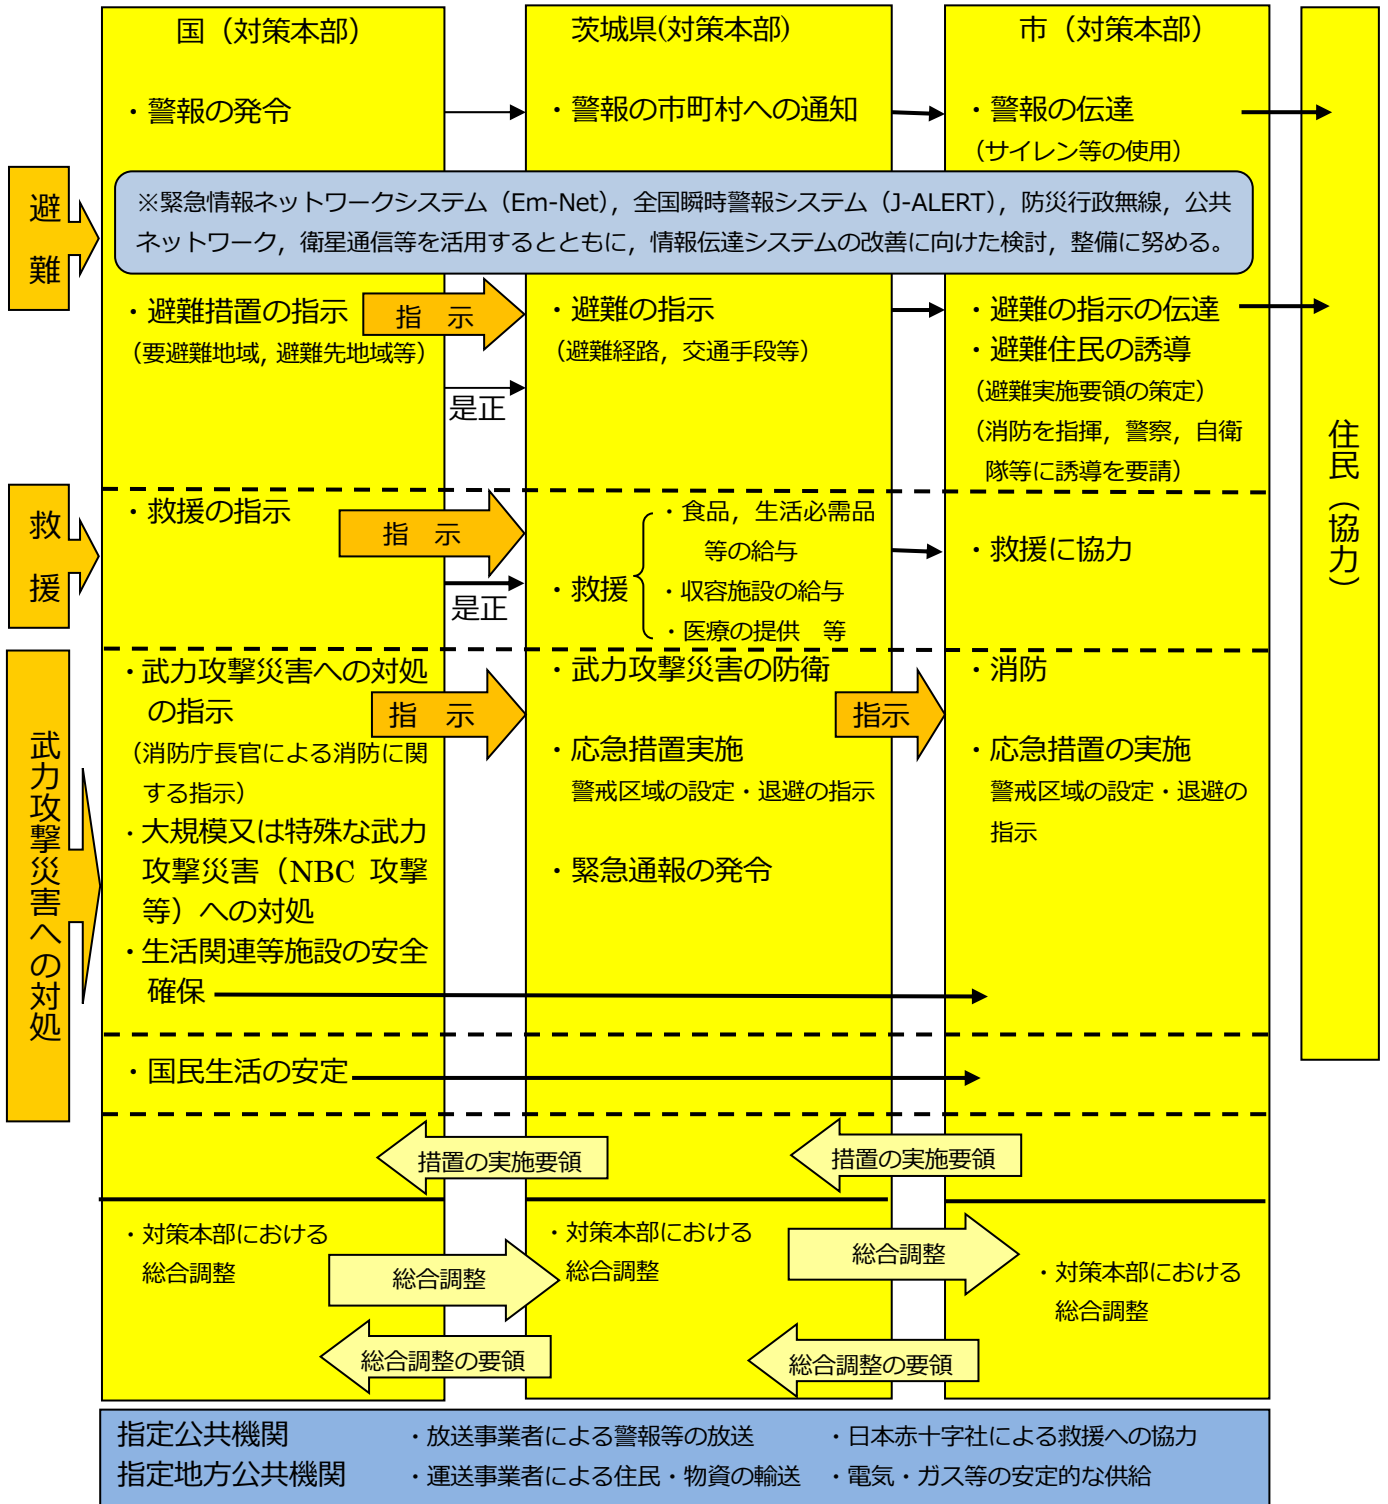 国（対策本部）
茨城県(対策本部)
市（対策本部）
・警報の発令
・警報の市町村への通知
・警報の伝達
（サイレン等の使用）
避難
※緊急情報ネットワークシステム（Em-Net），全国瞬時警報システム（J-ALERT），防災行政無線，公共
ネットワーク，衛星通信等を活用するとともに，情報伝達システムの改善に向けた検討，整備に努める。
・避難措置の指示
（要避難地域，避難先地域等）
指　示
是正
・避難の指示
（避難経路，交通手段等）
・避難の指示の伝達
・避難住民の誘導
（避難実施要領の策定）
（消防を指揮，警察，自衛
隊等に誘導を要請）
住民（協力）
救援
・救援の指示
指　示
是正
・救援
・食品，生活必需品
等の給与
・収容施設の給与
・医療の提供　等
・救援に協力
武力攻撃災害への対処
・武力攻撃災害への対処
の指示
（消防庁長官による消防に関
する指示）
・大規模又は特殊な武力
攻撃災害（NBC 攻撃
等）への対処
・生活関連等施設の安全
確保
指　示
・武力攻撃災害の防衛
・応急措置実施
警戒区域の設定・退避の指示
・緊急通報の発令
指示
・消防
・応急措置の実施
警戒区域の設定・退避の
指示
・国民生活の安定
措置の実施要領
措置の実施要領
・対策本部における
総合調整
総合調整
・対策本部における
総合調整
総合調整
・対策本部における
総合調整
総合調整の要領
総合調整の要領
指定公共機関
・放送事業者による警報等の放送
・日本赤十字社による救援への協力
指定地方公共機関
・運送事業者による住民・物資の輸送
・電気・ガス等の安定的な供給